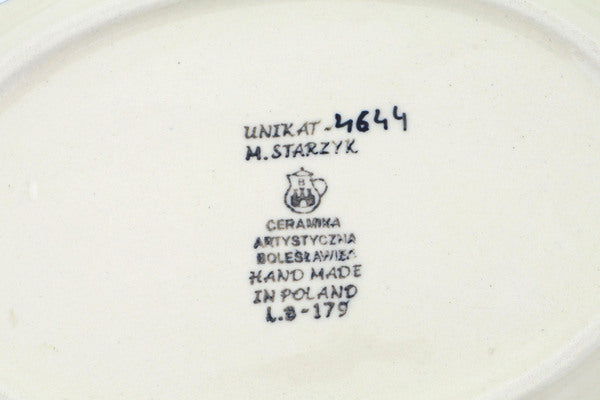 UNIKAT-4644
M. STARZYK
B
CERAMIKA
ARTYSTYCZNA
BOLESŁAWIEC
HAND MADE
IN POLAND
L.B-179